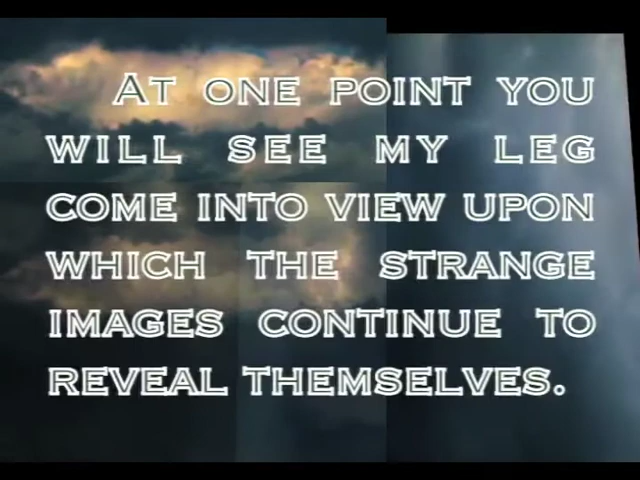 At one point you
will see my leg
come into view upon
which the strange
images continue to
reveal themselves.